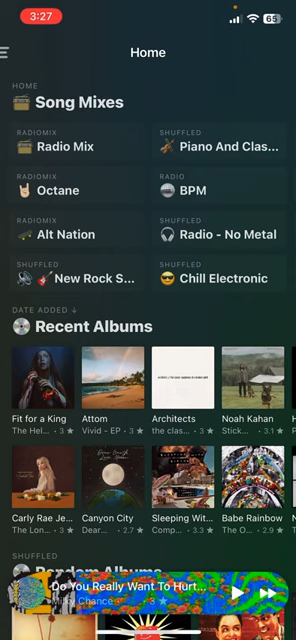 3:27
65
Home
HOME
Song Mixes
RADIOMIX
Radio Mix
SHUFFLED
Piano And Clas...
RADIOMIX
Octane
RADIO
BPM
RADIOMIX
Alt Nation
SHUFFLED
Radio - No Metal
SHUFFLED
New Rock S...
SHUFFLED
Chill Electronic
DATE ADDED ↓
Recent Albums
Fit for a King
The Hel... • 3 ★
Attom
Vivid - EP • 3 ★
Architects
the clas... • 3 ★
Noah Kahan
Stick... • 3.1 ★
Carly Rae Je...
The Lon... • 3 ★
Canyon City
Dear... • 2.7 ★
Sleeping Wit...
Comp... • 3.3 ★
Babe Rainbow
The O... • 2.9 ★
SHUFFLED
Random Albums
Do You Really Want To Hurt...
Milky Chance • 3 ★